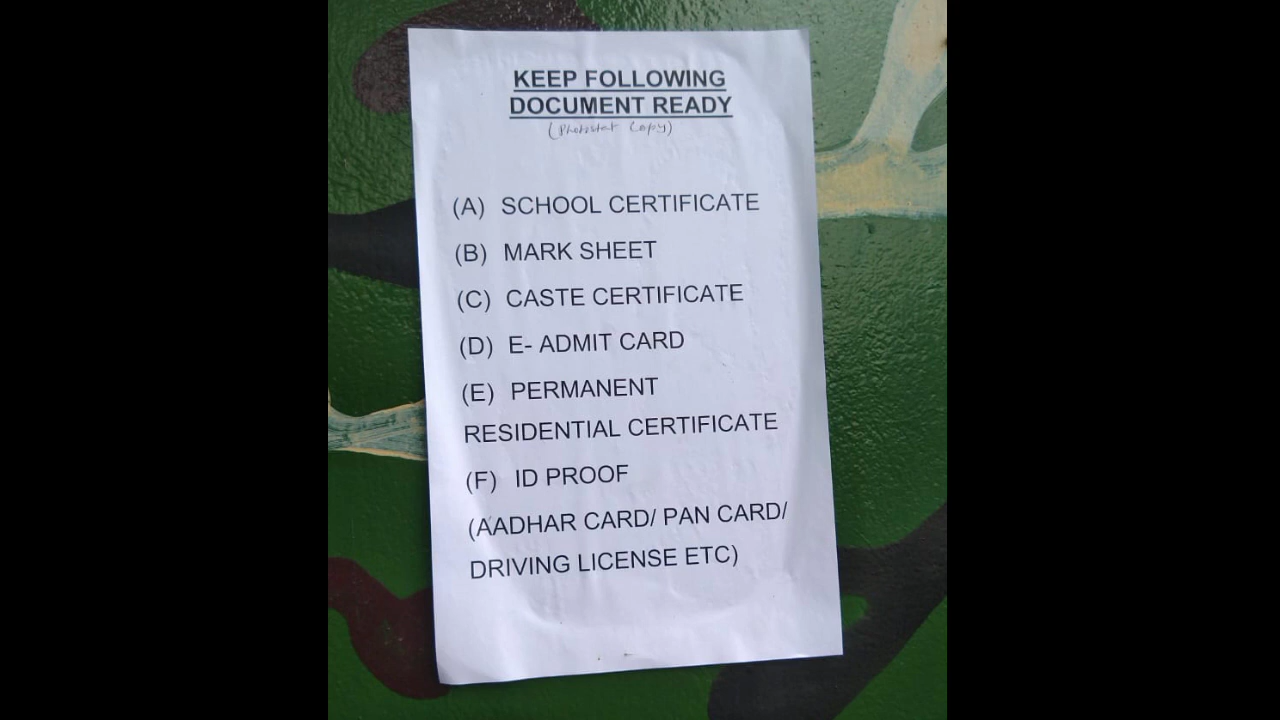 KEEP FOLLOWING
DOCUMENT READY
(Photostat Copy)
(A) SCHOOL CERTIFICATE
(B) MARK SHEET
(C) CASTE CERTIFICATE
(D) E- ADMIT CARD
(E) PERMANENT
RESIDENTIAL CERTIFICATE
(F) ID PROOF
(AADHAR CARD/ PAN CARD/
DRIVING LICENSE ETC)